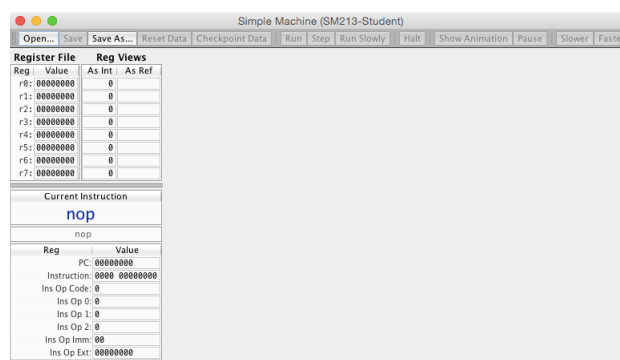 Simple Machine (SM213-Student)
Open... Save Save As... Reset Data Checkpoint Data Run Step Run Slowly Halt Show Animation Pause Slower Faste
Register File Reg Views
Reg Value As Int As Ref
r0: 00000000 0
r1: 00000000 0
r2: 00000000 0
r3: 00000000 0
r4: 00000000 0
r5: 00000000 0
r6: 00000000 0
r7: 00000000 0
Current Instruction
nop
nop
Reg Value
PC: 00000000
Instruction: 0000 00000000
Ins Op Code: 0
Ins Op 0: 0
Ins Op 1: 0
Ins Op 2: 0
Ins Op Imm: 00
Ins Op Ext: 00000000